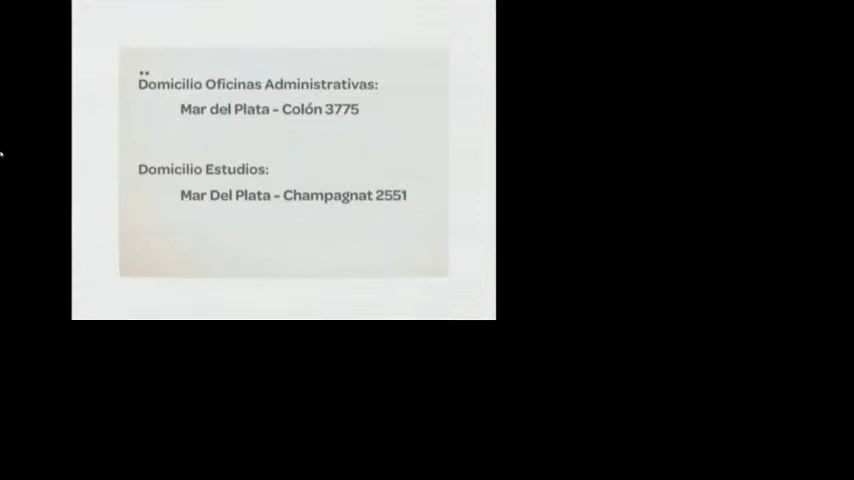 Domicilio Oficinas Administrativas:
Mar del Plata - Colón 3775
Domicilio Estudios:
Mar Del Plata - Champagnat 2551